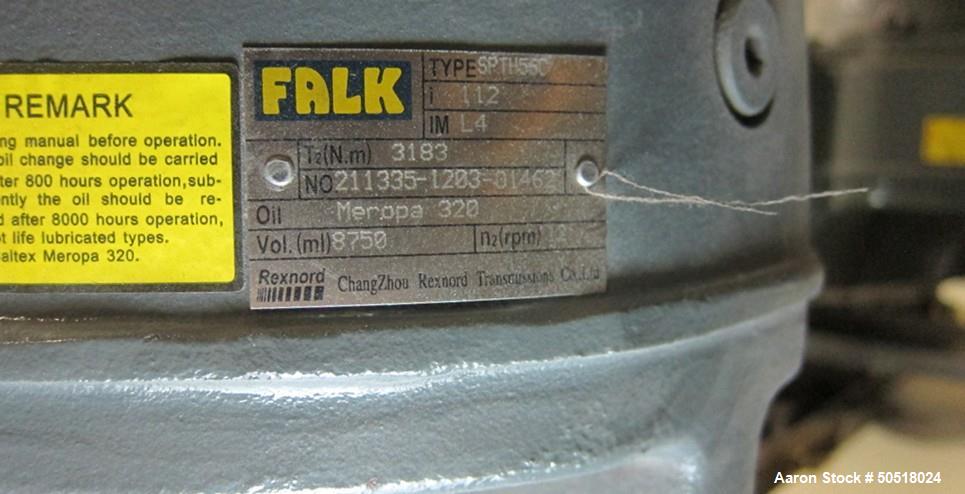 REMARK
ng manual before operation.
oil change should be carried
ter 800 hours operation,sub-
ntly the oil should be re-
d after 8000 hours operation,
t life lubricated types.
altex Meropa 320.
FALK
TYPE SPTH56C
i 112
IM L4
T₂(N.m) 3183
NO 211335-1203-01462
Oil Meropa 320
Vol.(ml) 8750 n₂(rpm)
Rexnord ChangZhou Rexnord Transmissions Co.,Ltd
Aaron Stock # 50518024